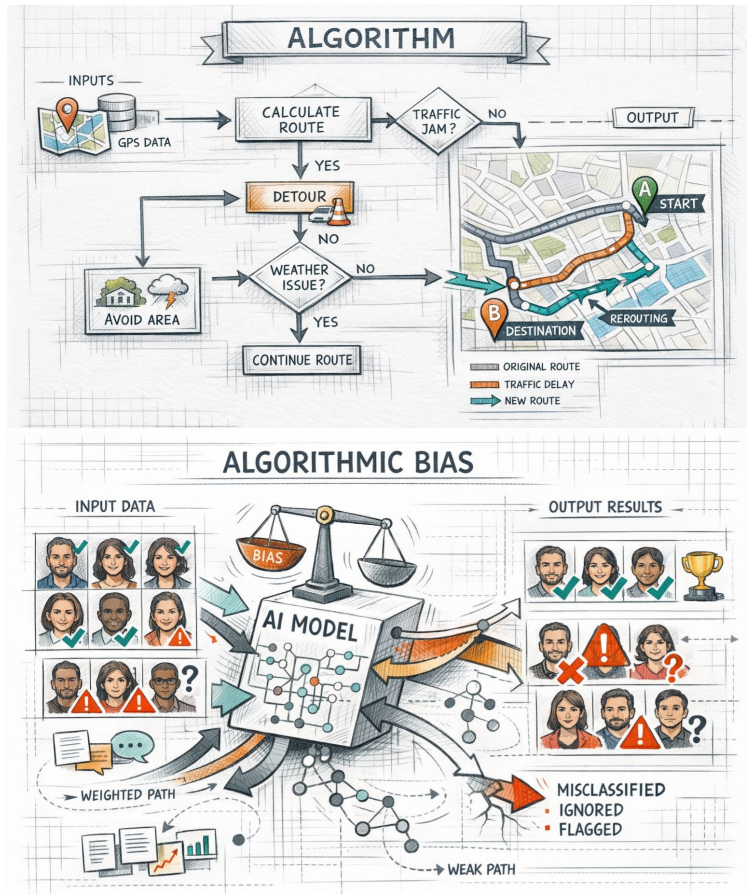 ALGORITHM
INPUTS
GPS DATA
CALCULATE
ROUTE
TRAFFIC
JAM?
NO
OUTPUT
YES
DETOUR
NO
WEATHER
ISSUE?
NO
AVOID AREA
YES
CONTINUE ROUTE
A
START
B
DESTINATION
REROUTING
ORIGINAL ROUTE
TRAFFIC DELAY
NEW ROUTE
ALGORITHMIC BIAS
INPUT DATA
OUTPUT RESULTS
BIAS
AI MODEL
!
! ! ?
! 
?
! ?
WEIGHTED PATH
MISCLASSIFIED
▪ IGNORED
▪ FLAGGED
WEAK PATH